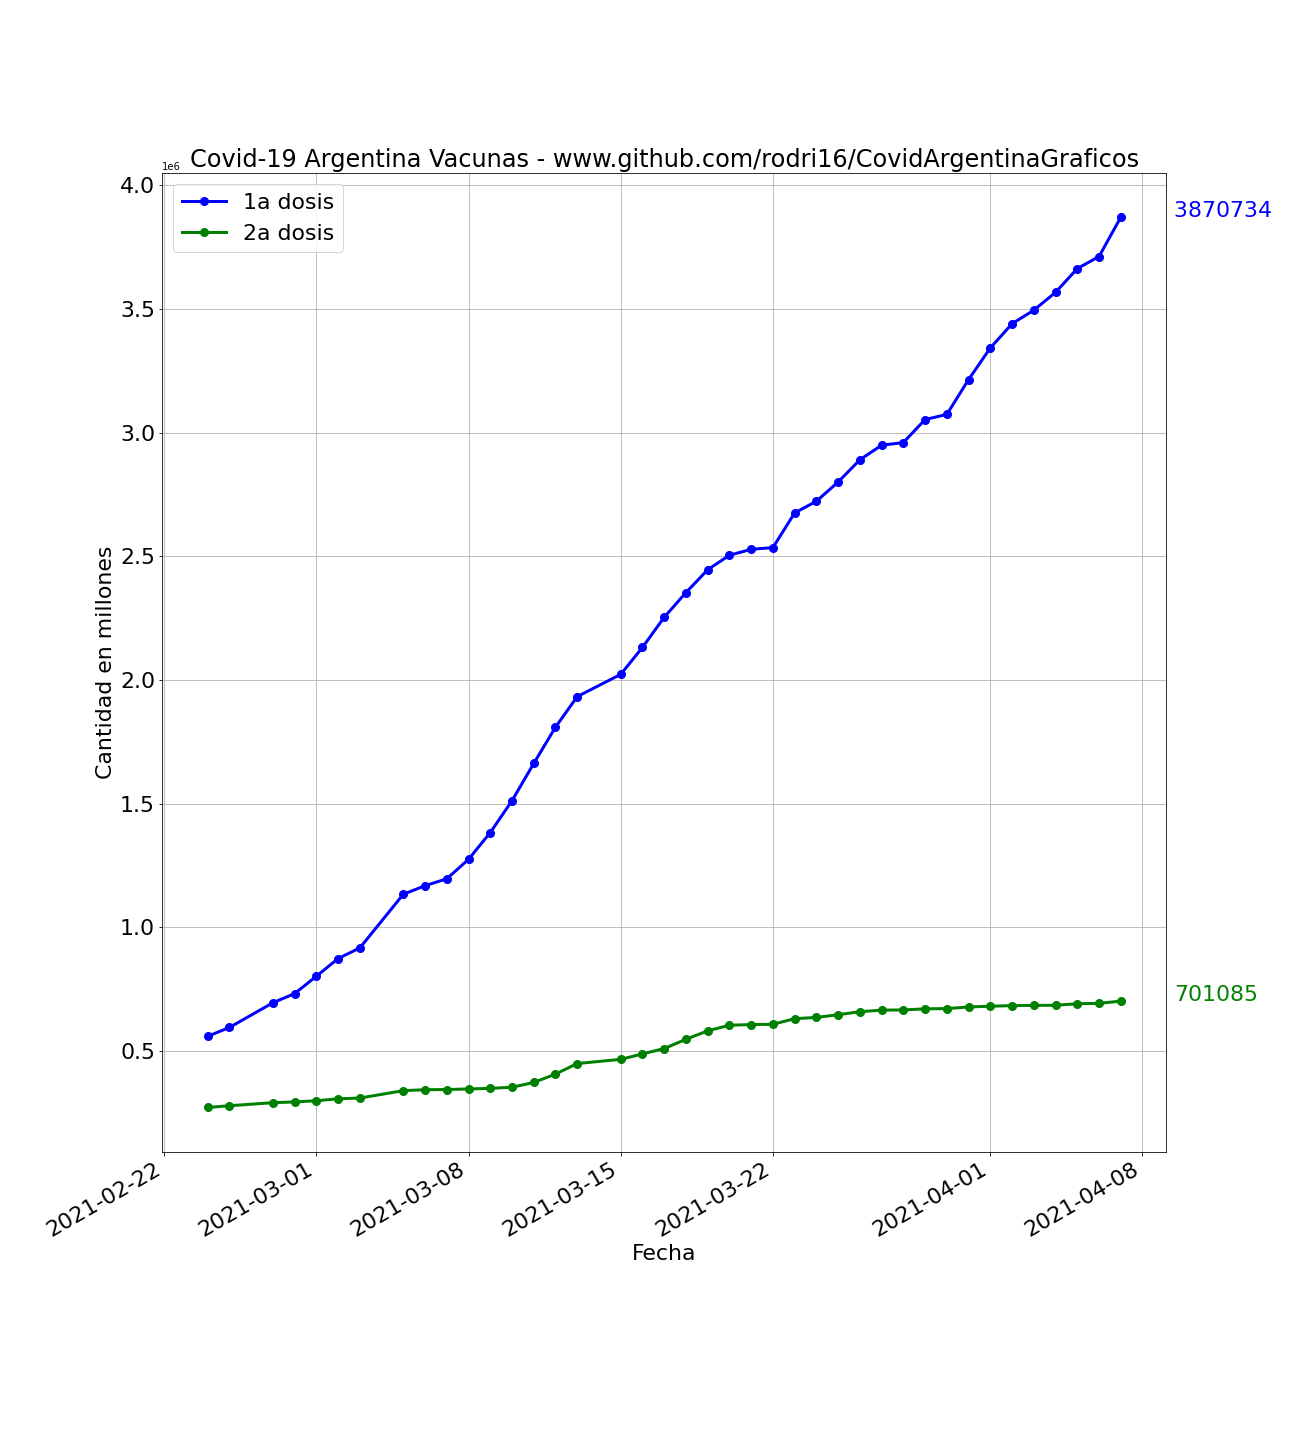 Covid-19 Argentina Vacunas - www.github.com/rodri16/CovidArgentinaGraficos
1e6
4.0
3.5
3.0
2.5
2.0
1.5
1.0
0.5
Cantidad en millones
1a dosis
2a dosis
3870734
701085
2021-02-22
2021-03-01
2021-03-08
2021-03-15
2021-03-22
2021-04-01
2021-04-08
Fecha